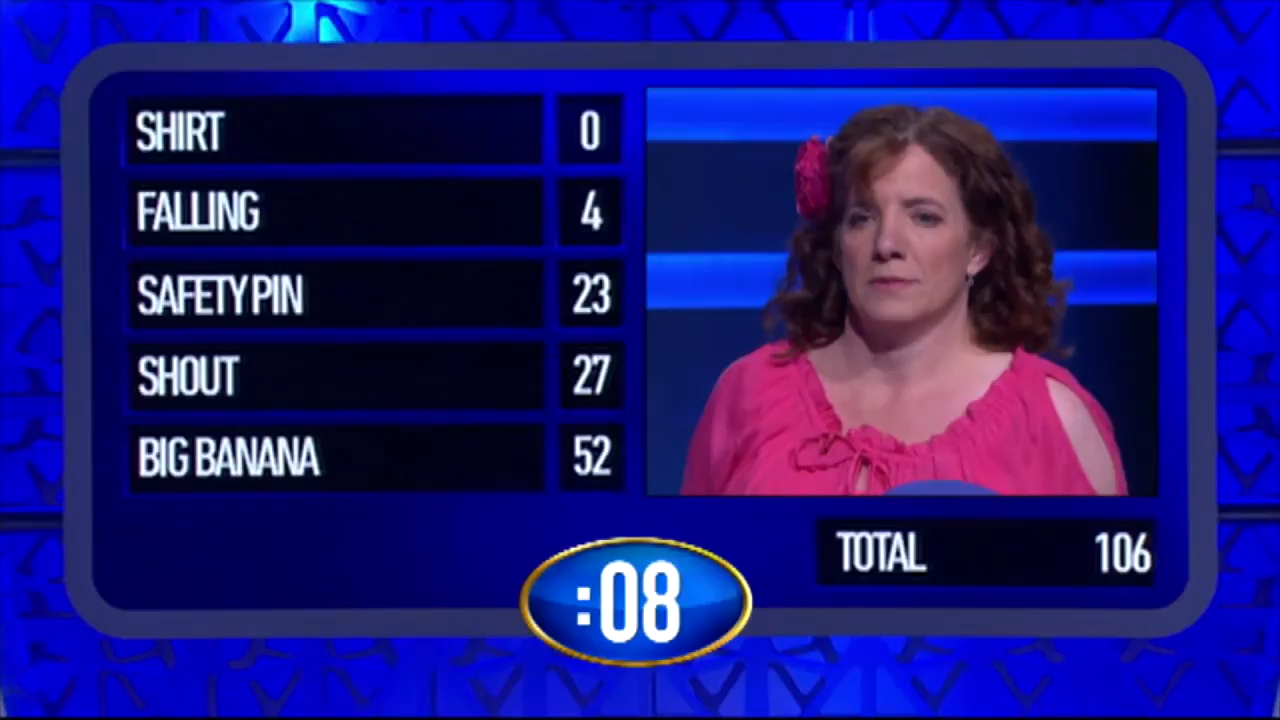 SHIRT 0
FALLING 4
SAFETY PIN 23
SHOUT 27
BIG BANANA 52
TOTAL 106
:08